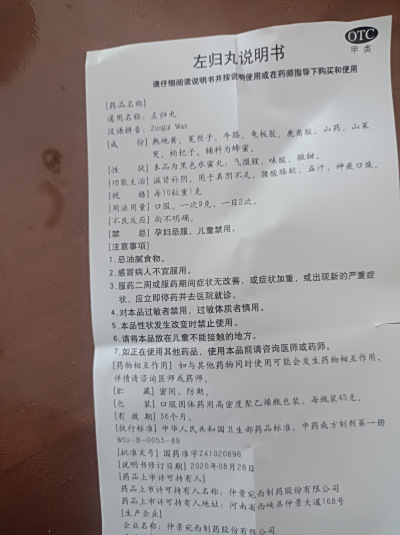 OTC
甲类
左归丸说明书
请仔细阅读说明书并按说明使用或在药师指导下购买和使用
[药品名称]
通用名称：左归丸
汉语拼音：Zuogui Wan
[成 份] 熟地黄、菟丝子、牛膝、龟板胶、鹿角胶、山药、山茱
萸、枸杞子。辅料为蜂蜜。
[性 状] 本品为黑色水蜜丸；气微腥，味酸、微甜。
[功能主治] 滋肾补阴。用于真阴不足，腰酸膝软，盗汗，神疲口燥。
[规 格] 每10粒重1克
[用法用量] 口服。一次9克，一日2次。
[不良反应] 尚不明确。
[禁 忌] 孕妇忌服，儿童禁用。
[注意事项]
1.忌油腻食物。
2.感冒病人不宜服用。
3.服药二周或服药期间症状无改善，或症状加重，或出现新的严重症
状，应立即停药并去医院就诊。
4.对本品过敏者禁用，过敏体质者慎用。
5.本品性状发生改变时禁止使用。
6.请将本品放在儿童不能接触的地方。
7.如正在使用其他药品，使用本品前请咨询医师或药师。
[药物相互作用] 如与其他药物同时使用可能会发生药物相互作用，
详情请咨询医师或药师。
[贮 藏] 密闭，防潮。
[包 装] 口服固体药用高密度聚乙烯瓶包装。每瓶装45克。
[有 效 期] 36个月。
[执行标准] 中华人民共和国卫生部药品标准，中药成方制剂第一册
WS3-B-0053-89
[批准文号] 国药准字Z41020696
[说明书修订日期] 2020年08月28日
[药品上市许可持有人]
药品上市许可持有人名称：仲景宛西制药股份有限公司
药品上市许可持有人地址：河南省西峡县仲景大道168号
[生产企业]
企业名称：仲景宛西制药股份有限公司